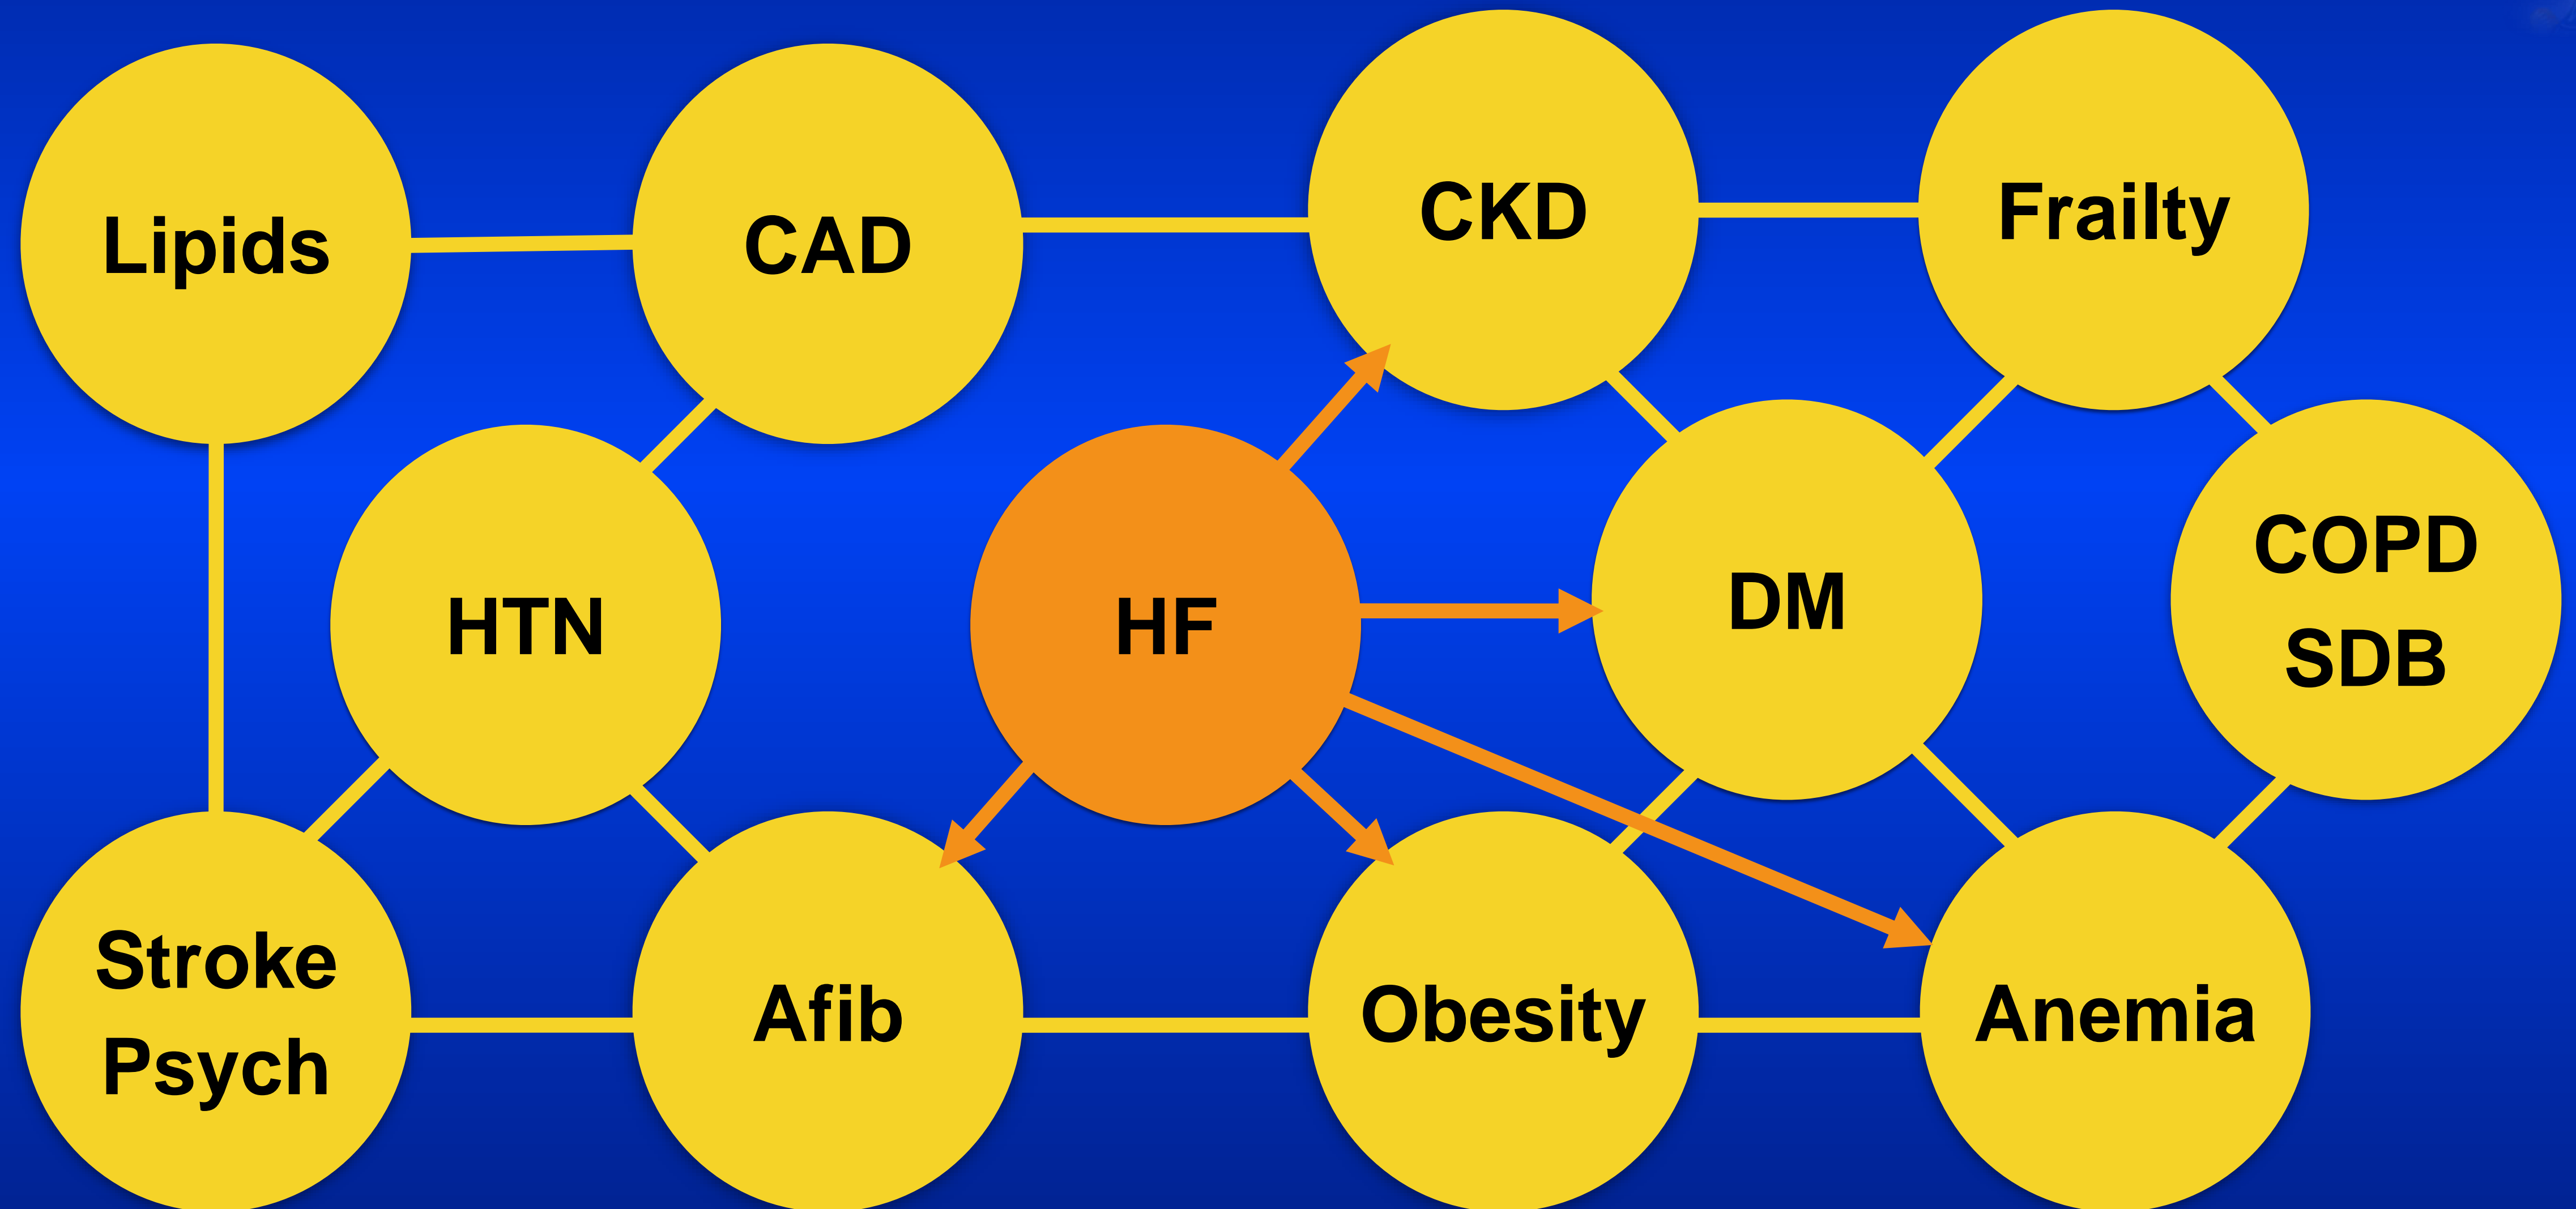 Lipids
CAD
CKD
Frailty
HTN
HF
DM
COPD
SDB
Stroke
Psych
Afib
Obesity
Anemia